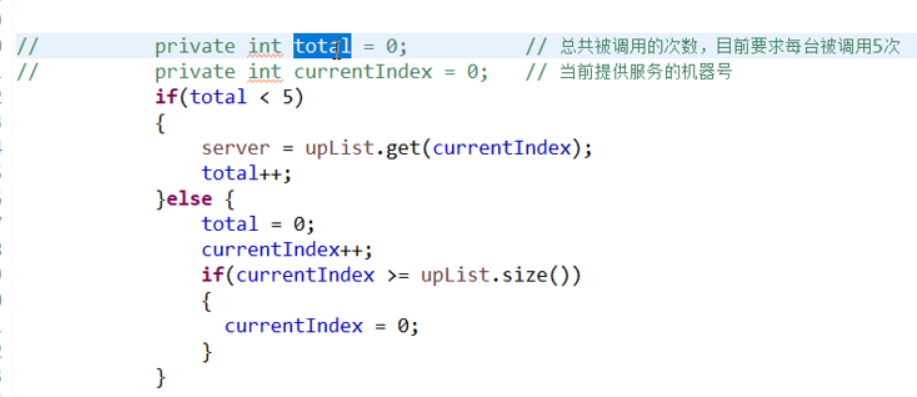 //          private int total = 0;          // 总共被调用的次数，目前要求每台被调用5次
//          private int currentIndex = 0;   // 当前提供服务的机器号
            if(total < 5)
            {
                server = upList.get(currentIndex);
                total++;
            }else {
                total = 0;
                currentIndex++;
                if(currentIndex >= upList.size())
                {
                  currentIndex = 0;
                }
            }